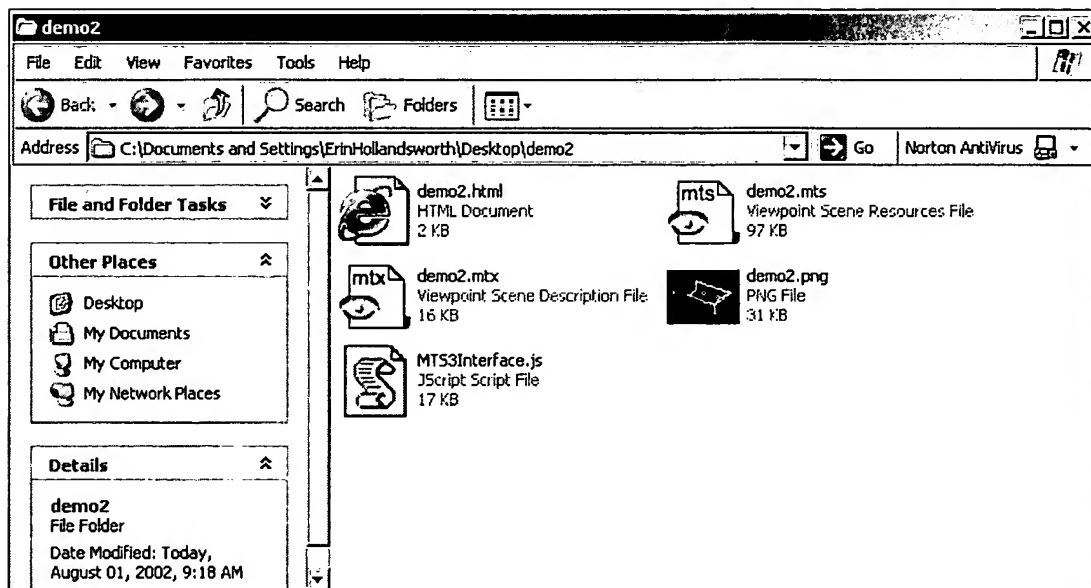 demo2
File Edit View Favorites Tools Help
Back Search Folders
Address C:\Documents and Settings\ErinHollandsworth\Desktop\demo2 Go Norton AntiVirus
File and Folder Tasks
Other Places
Desktop
My Documents
My Computer
My Network Places
Details
demo2
File Folder
Date Modified: Today,
August 01, 2002, 9:18 AM
demo2.html
HTML Document
2 KB
mts
demo2.mts
Viewpoint Scene Resources File
97 KB
mtx
demo2.mtx
Viewpoint Scene Description File
16 KB
demo2.png
PNG File
31 KB
MTS3Interface.js
JScript Script File
17 KB